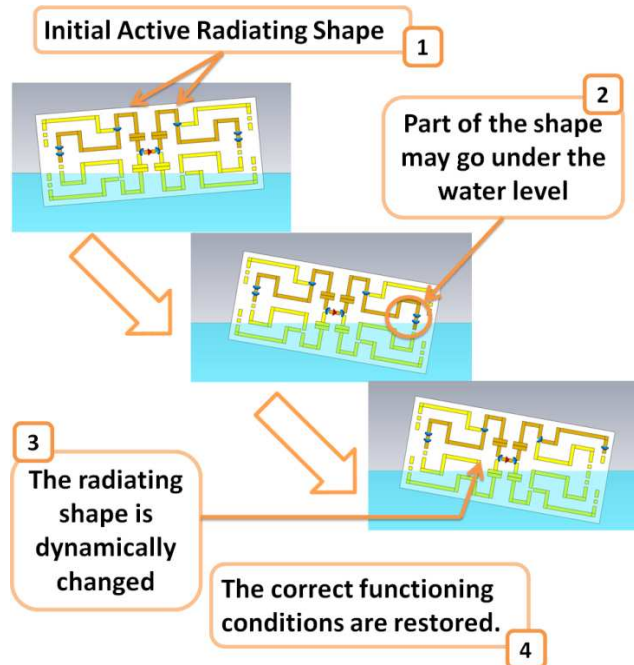 Initial Active Radiating Shape
1
2
Part of the shape
may go under the
water level
3
The radiating
shape is
dynamically
changed
The correct functioning
conditions are restored.
4